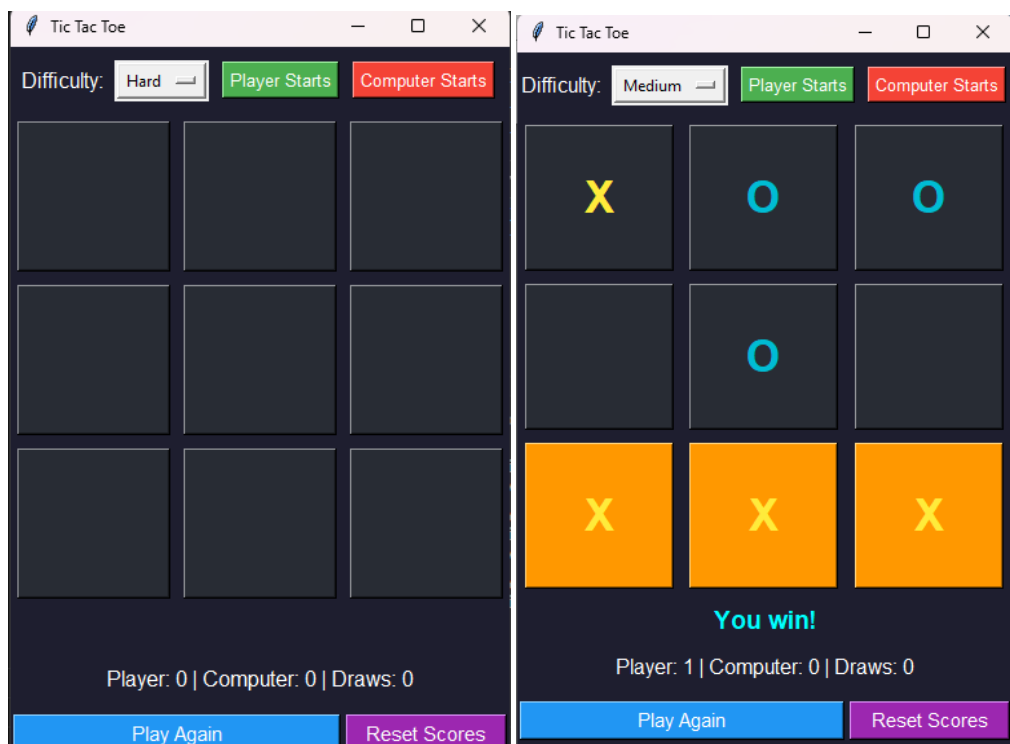 Tic Tac Toe
Difficulty: Hard Player Starts Computer Starts
Player: 0 | Computer: 0 | Draws: 0
Play Again Reset Scores
Tic Tac Toe
Difficulty: Medium Player Starts Computer Starts
X O O
O
X X X
You win!
Player: 1 | Computer: 0 | Draws: 0
Play Again Reset Scores